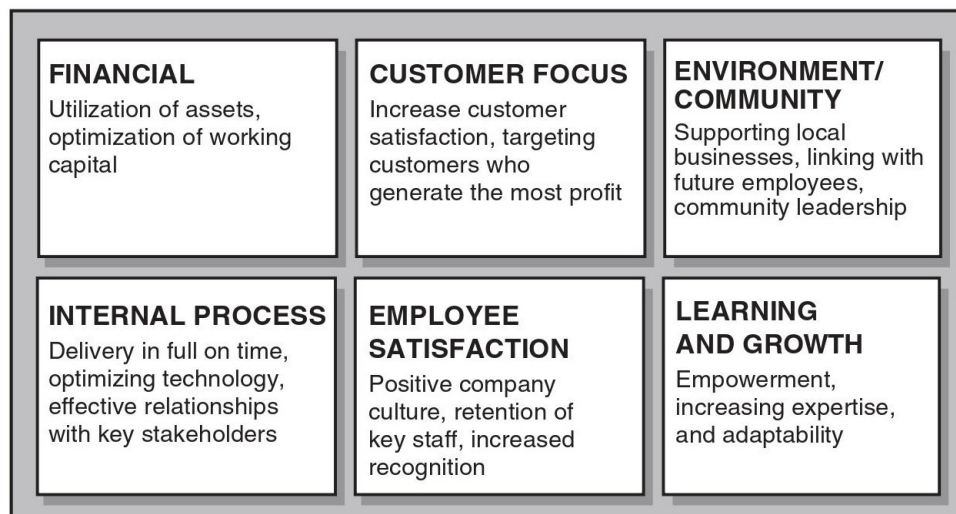 FINANCIAL
Utilization of assets,
optimization of working
capital
CUSTOMER FOCUS
Increase customer
satisfaction, targeting
customers who
generate the most profit
ENVIRONMENT/
COMMUNITY
Supporting local
businesses, linking with
future employees,
community leadership
INTERNAL PROCESS
Delivery in full on time,
optimizing technology,
effective relationships
with key stakeholders
EMPLOYEE
SATISFACTION
Positive company
culture, retention of
key staff, increased
recognition
LEARNING
AND GROWTH
Empowerment,
increasing expertise,
and adaptability